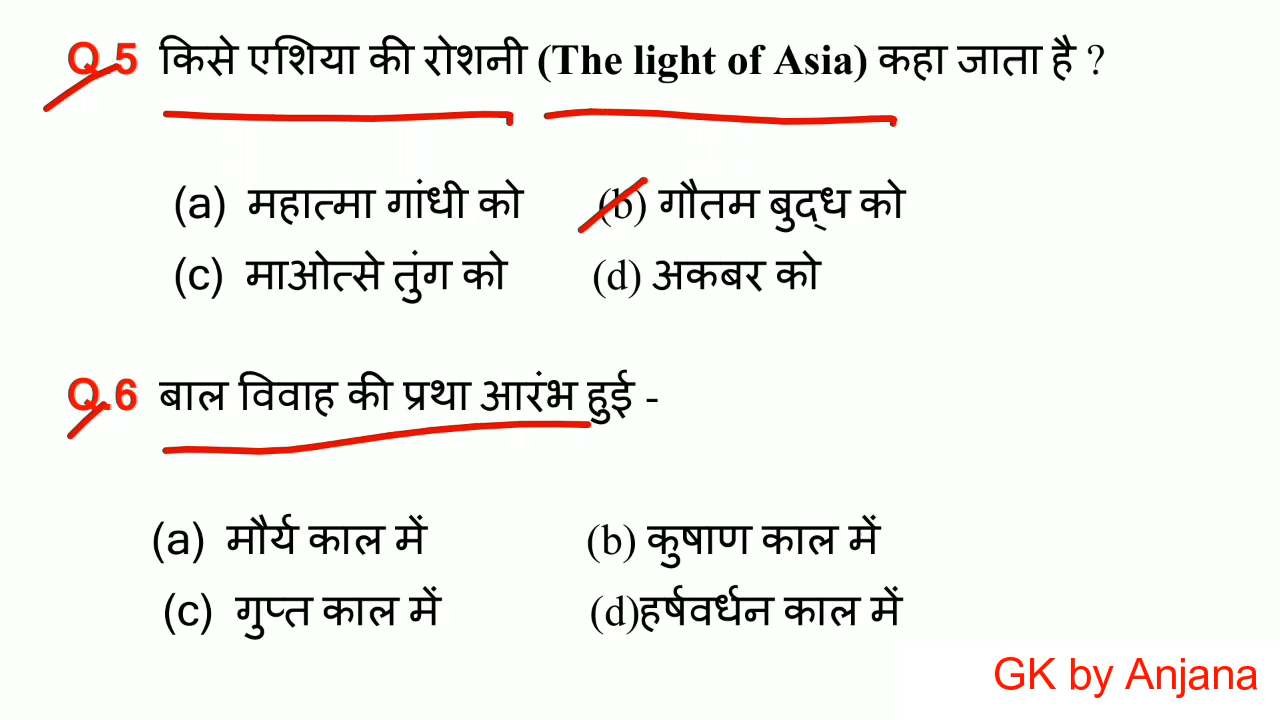 Q.5 किसे एशिया की रोशनी (The light of Asia) कहा जाता है ?
(a) महात्मा गांधी को (b) गौतम बुद्ध को
(c) माओत्से तुंग को (d) अकबर को
Q.6 बाल विवाह की प्रथा आरंभ हुई -
(a) मौर्य काल में (b) कुषाण काल में
(c) गुप्त काल में (d)हर्षवर्धन काल में
GK by Anjana